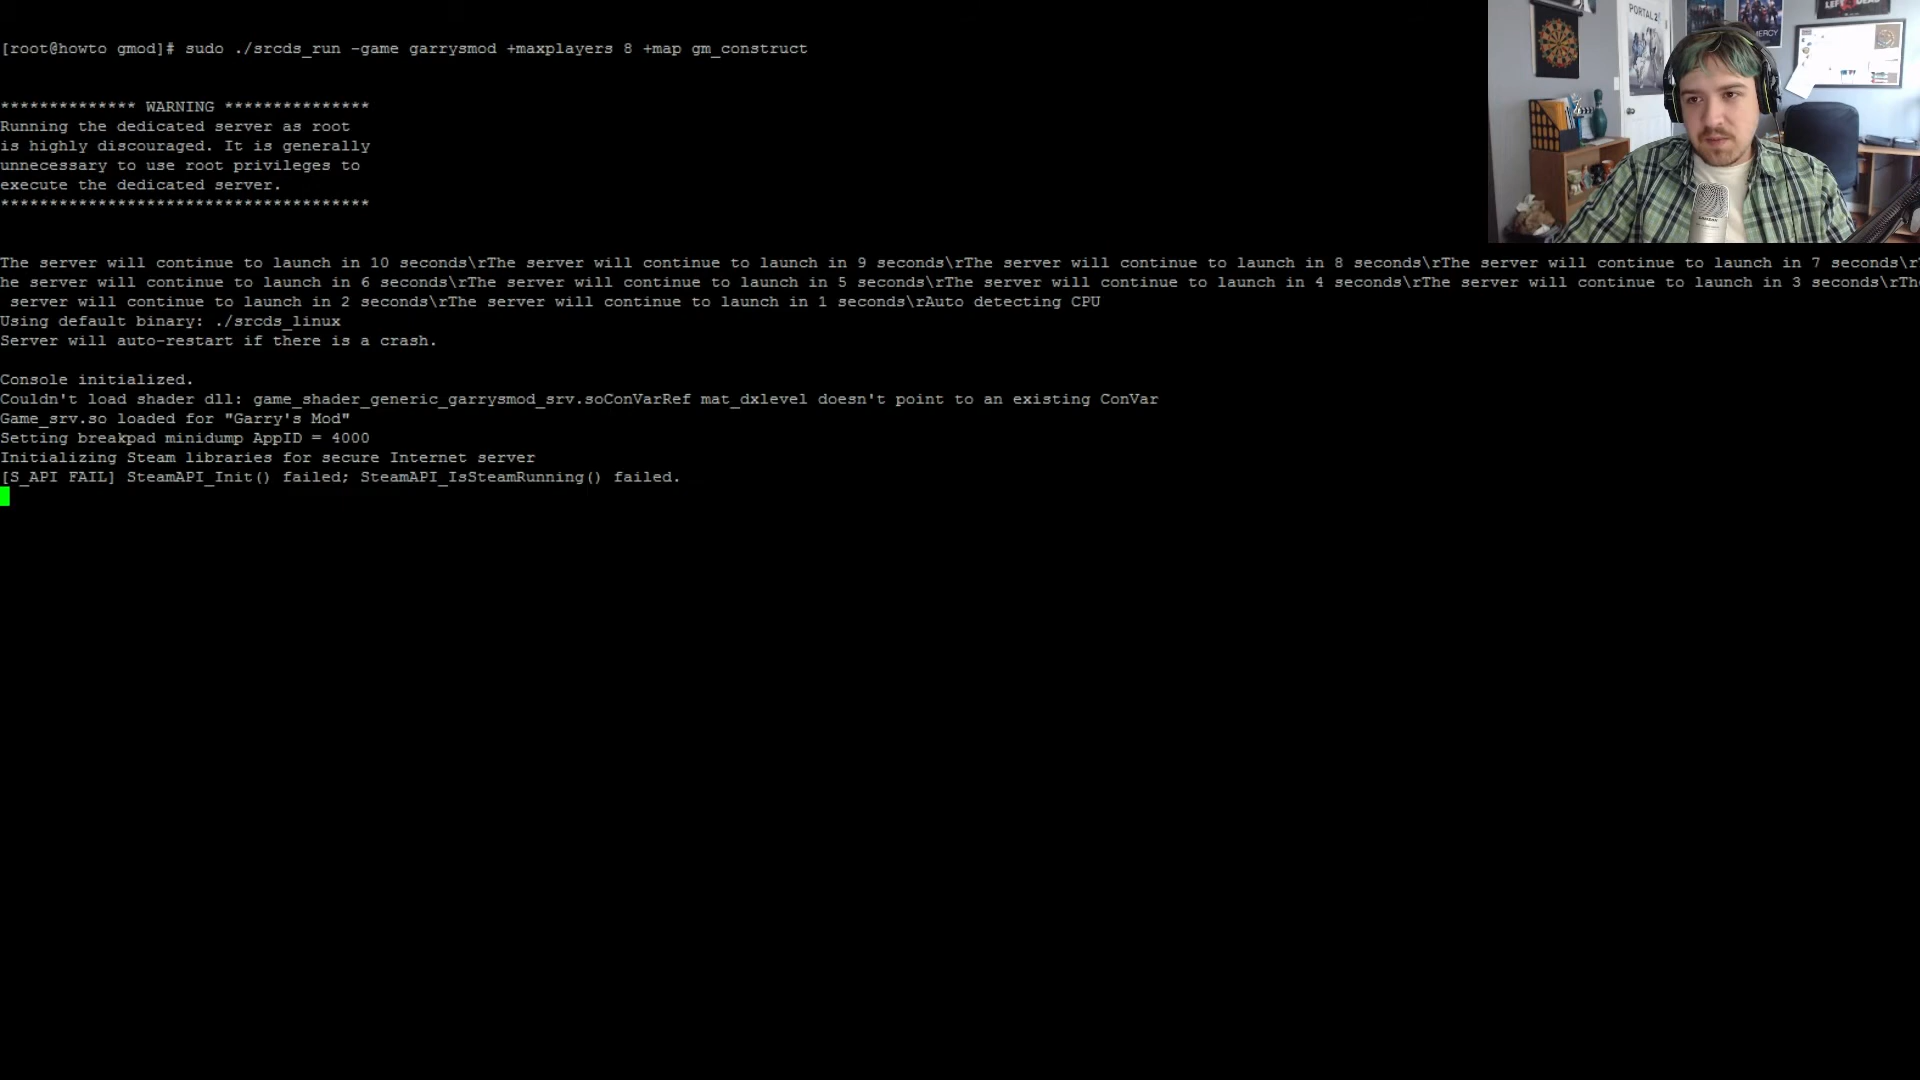 [root@howto gmod]# sudo ./srcds_run -game garrysmod +maxplayers 8 +map gm_construct
************** WARNING ***************
Running the dedicated server as root
is highly discouraged. It is generally
unnecessary to use root privileges to
execute the dedicated server.
**************************************
The server will continue to launch in 10 seconds\rThe server will continue to launch in 9 seconds\rThe server will continue to launch in 8 seconds\rThe server will continue to launch in 7 seconds\rT
he server will continue to launch in 6 seconds\rThe server will continue to launch in 5 seconds\rThe server will continue to launch in 4 seconds\rThe server will continue to launch in 3 seconds\rThe
server will continue to launch in 2 seconds\rThe server will continue to launch in 1 seconds\rAuto detecting CPU
Using default binary: ./srcds_linux
Server will auto-restart if there is a crash.
Console initialized.
Couldn't load shader dll: game_shader_generic_garrysmod_srv.soConVarRef mat_dxlevel doesn't point to an existing ConVar
Game_srv.so loaded for "Garry's Mod"
Setting breakpad minidump AppID = 4000
Initializing Steam libraries for secure Internet server
[S_API FAIL] SteamAPI_Init() failed; SteamAPI_IsSteamRunning() failed.
PORTAL 2